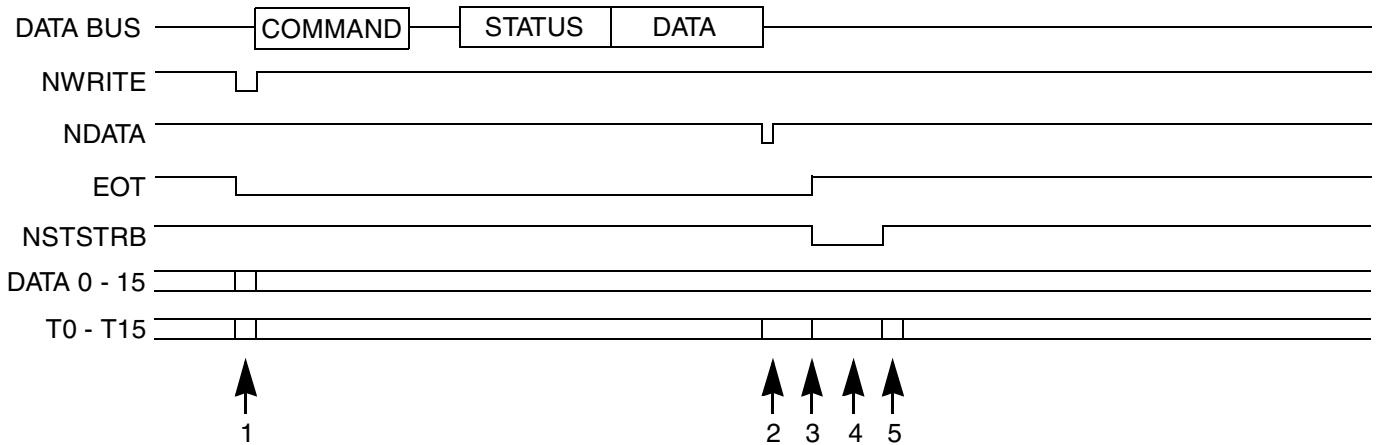 DATA BUS COMMAND STATUS DATA
NWRITE
NDATA
EOT
NSTSTRB
DATA 0 - 15
T0 - T15
1 2 3 4 5